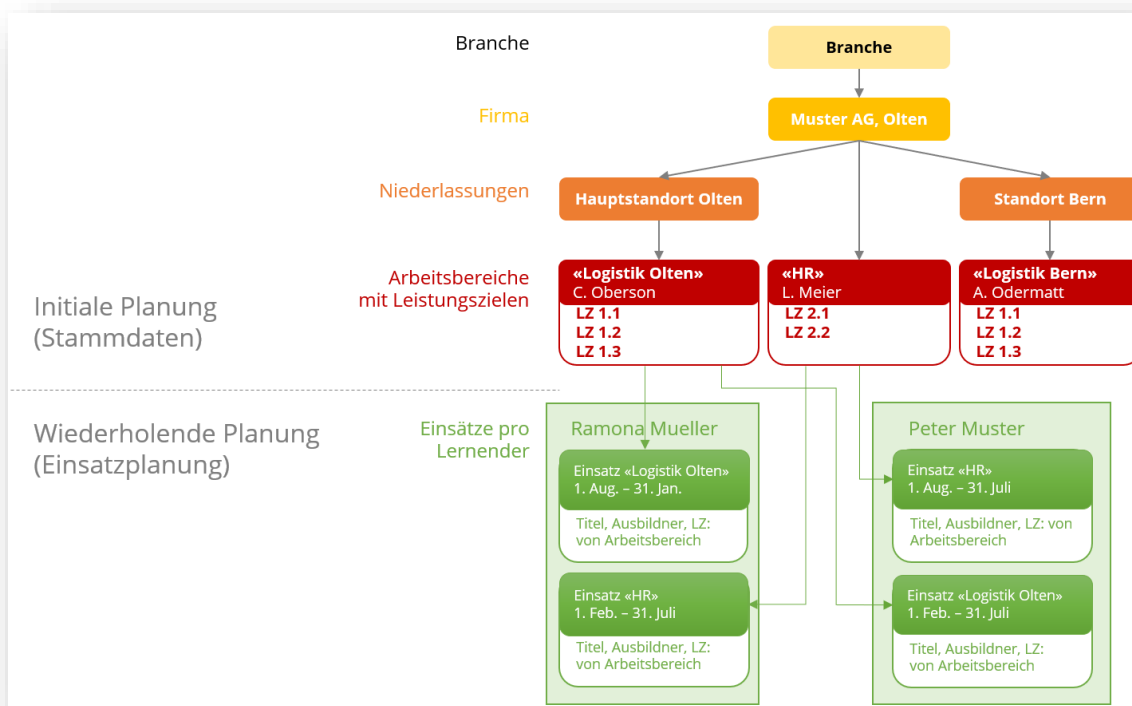 Branche
Branche
Firma
Muster AG, Olten
Niederlassungen
Hauptstandort Olten
Standort Bern
Initiale Planung
(Stammdaten)
Arbeitsbereiche
mit Leistungszielen
«Logistik Olten»
C. Oberson
LZ 1.1
LZ 1.2
LZ 1.3
«HR»
L. Meier
LZ 2.1
LZ 2.2
«Logistik Bern»
A. Odermatt
LZ 1.1
LZ 1.2
LZ 1.3
Wiederholende Planung
(Einsatzplanung)
Einsätze pro
Lernender
Ramona Mueller
Einsatz «Logistik Olten»
1. Aug. – 31. Jan.
Titel, Ausbildner, LZ:
von Arbeitsbereich
Einsatz «HR»
1. Feb. – 31. Juli
Titel, Ausbildner, LZ:
von Arbeitsbereich
Peter Muster
Einsatz «HR»
1. Aug. – 31. Juli
Titel, Ausbildner, LZ: von
Arbeitsbereich
Einsatz «Logistik Olten»
1. Feb. – 31. Juli
Titel, Ausbildner, LZ:
von Arbeitsbereich